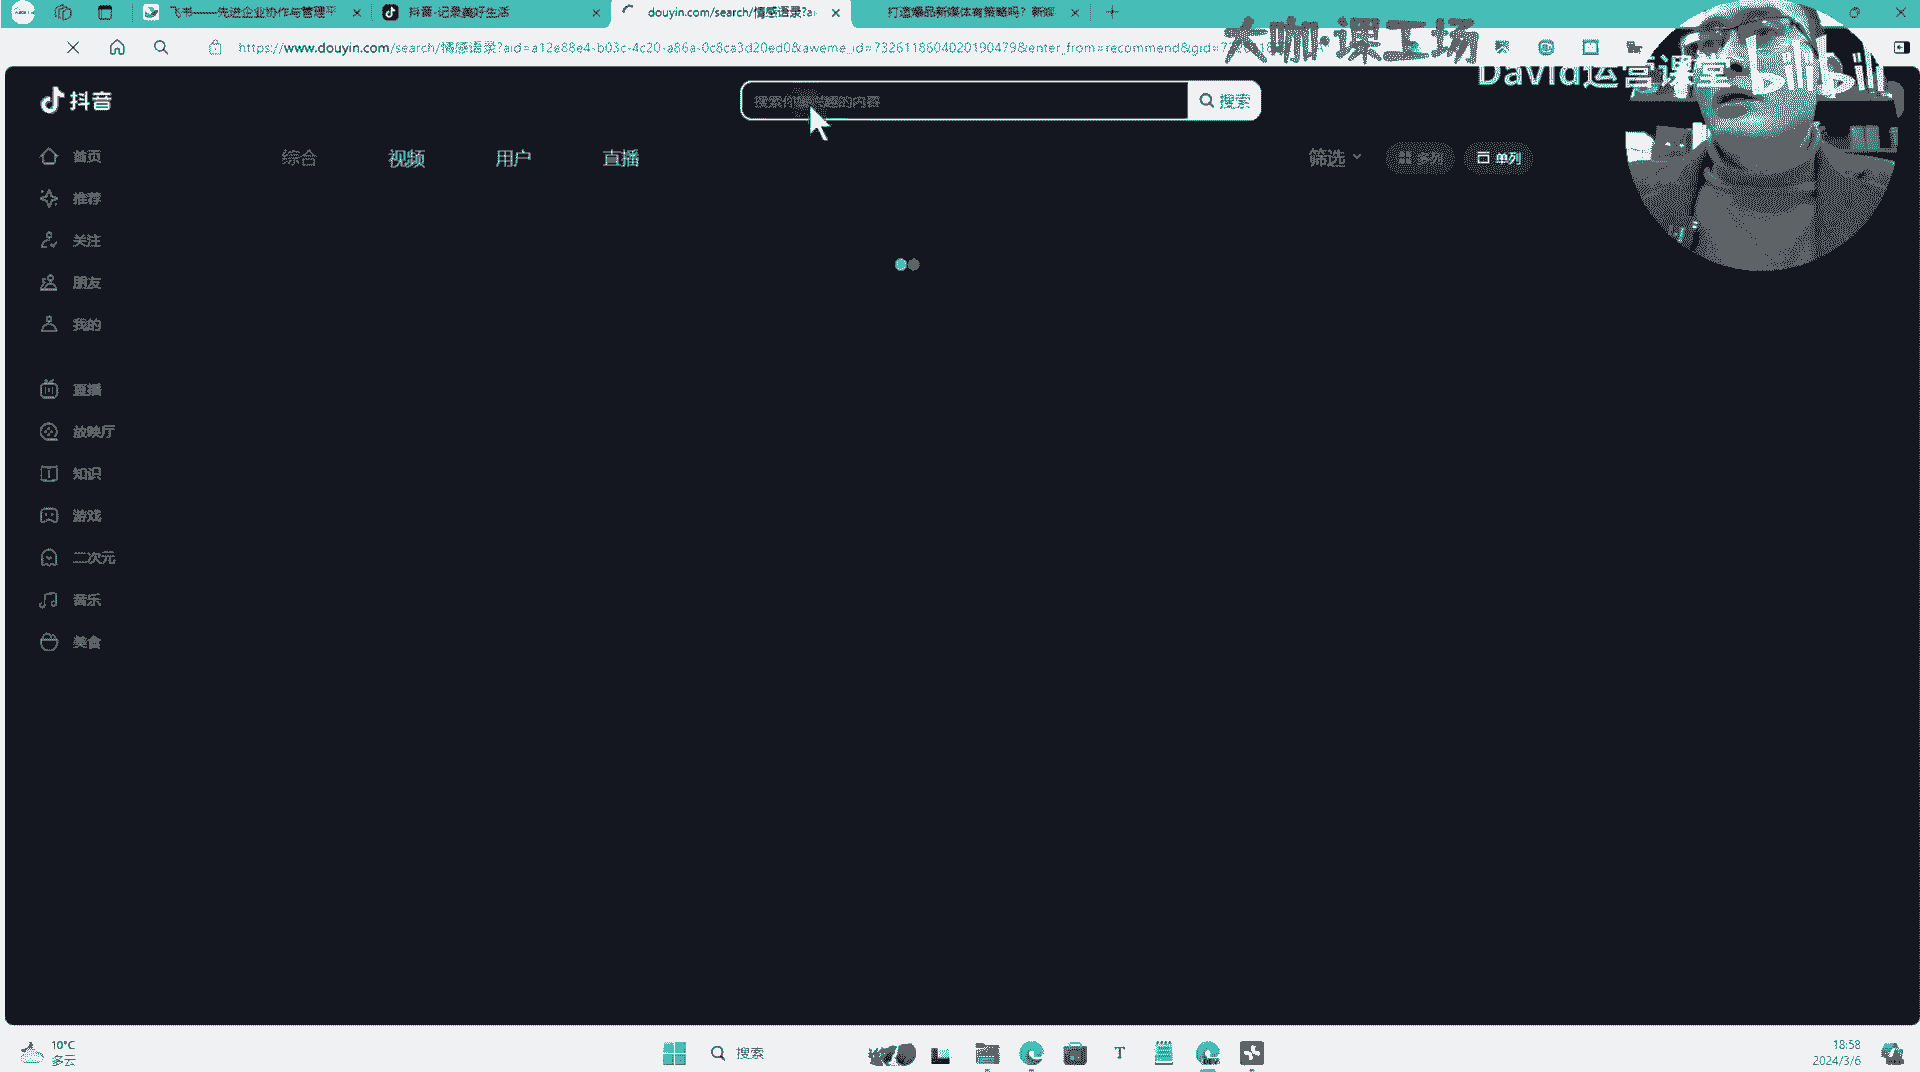 飞书——先进企业协作与管理平
抖音-记录美好生活
douyin.com/search/情感语录?ai
打造爆品新媒体有策略吗？新媒
https://www.douyin.com/search/情感语录?aid=a12e88e4-b03c-4c20-a86a-0c8ca3d20ed0&aweme_id=7326118604020190479&enter_from=recommend&gid=
大咖·课工场
David运营课堂 bilibili
抖音
搜索你感兴趣的内容
搜索
首页
综合
视频
用户
直播
筛选
多列
单列
推荐
关注
朋友
我的
直播
放映厅
知识
游戏
二次元
音乐
美食
10°C
多云
搜索
T
DEV
18:58
2024/3/6